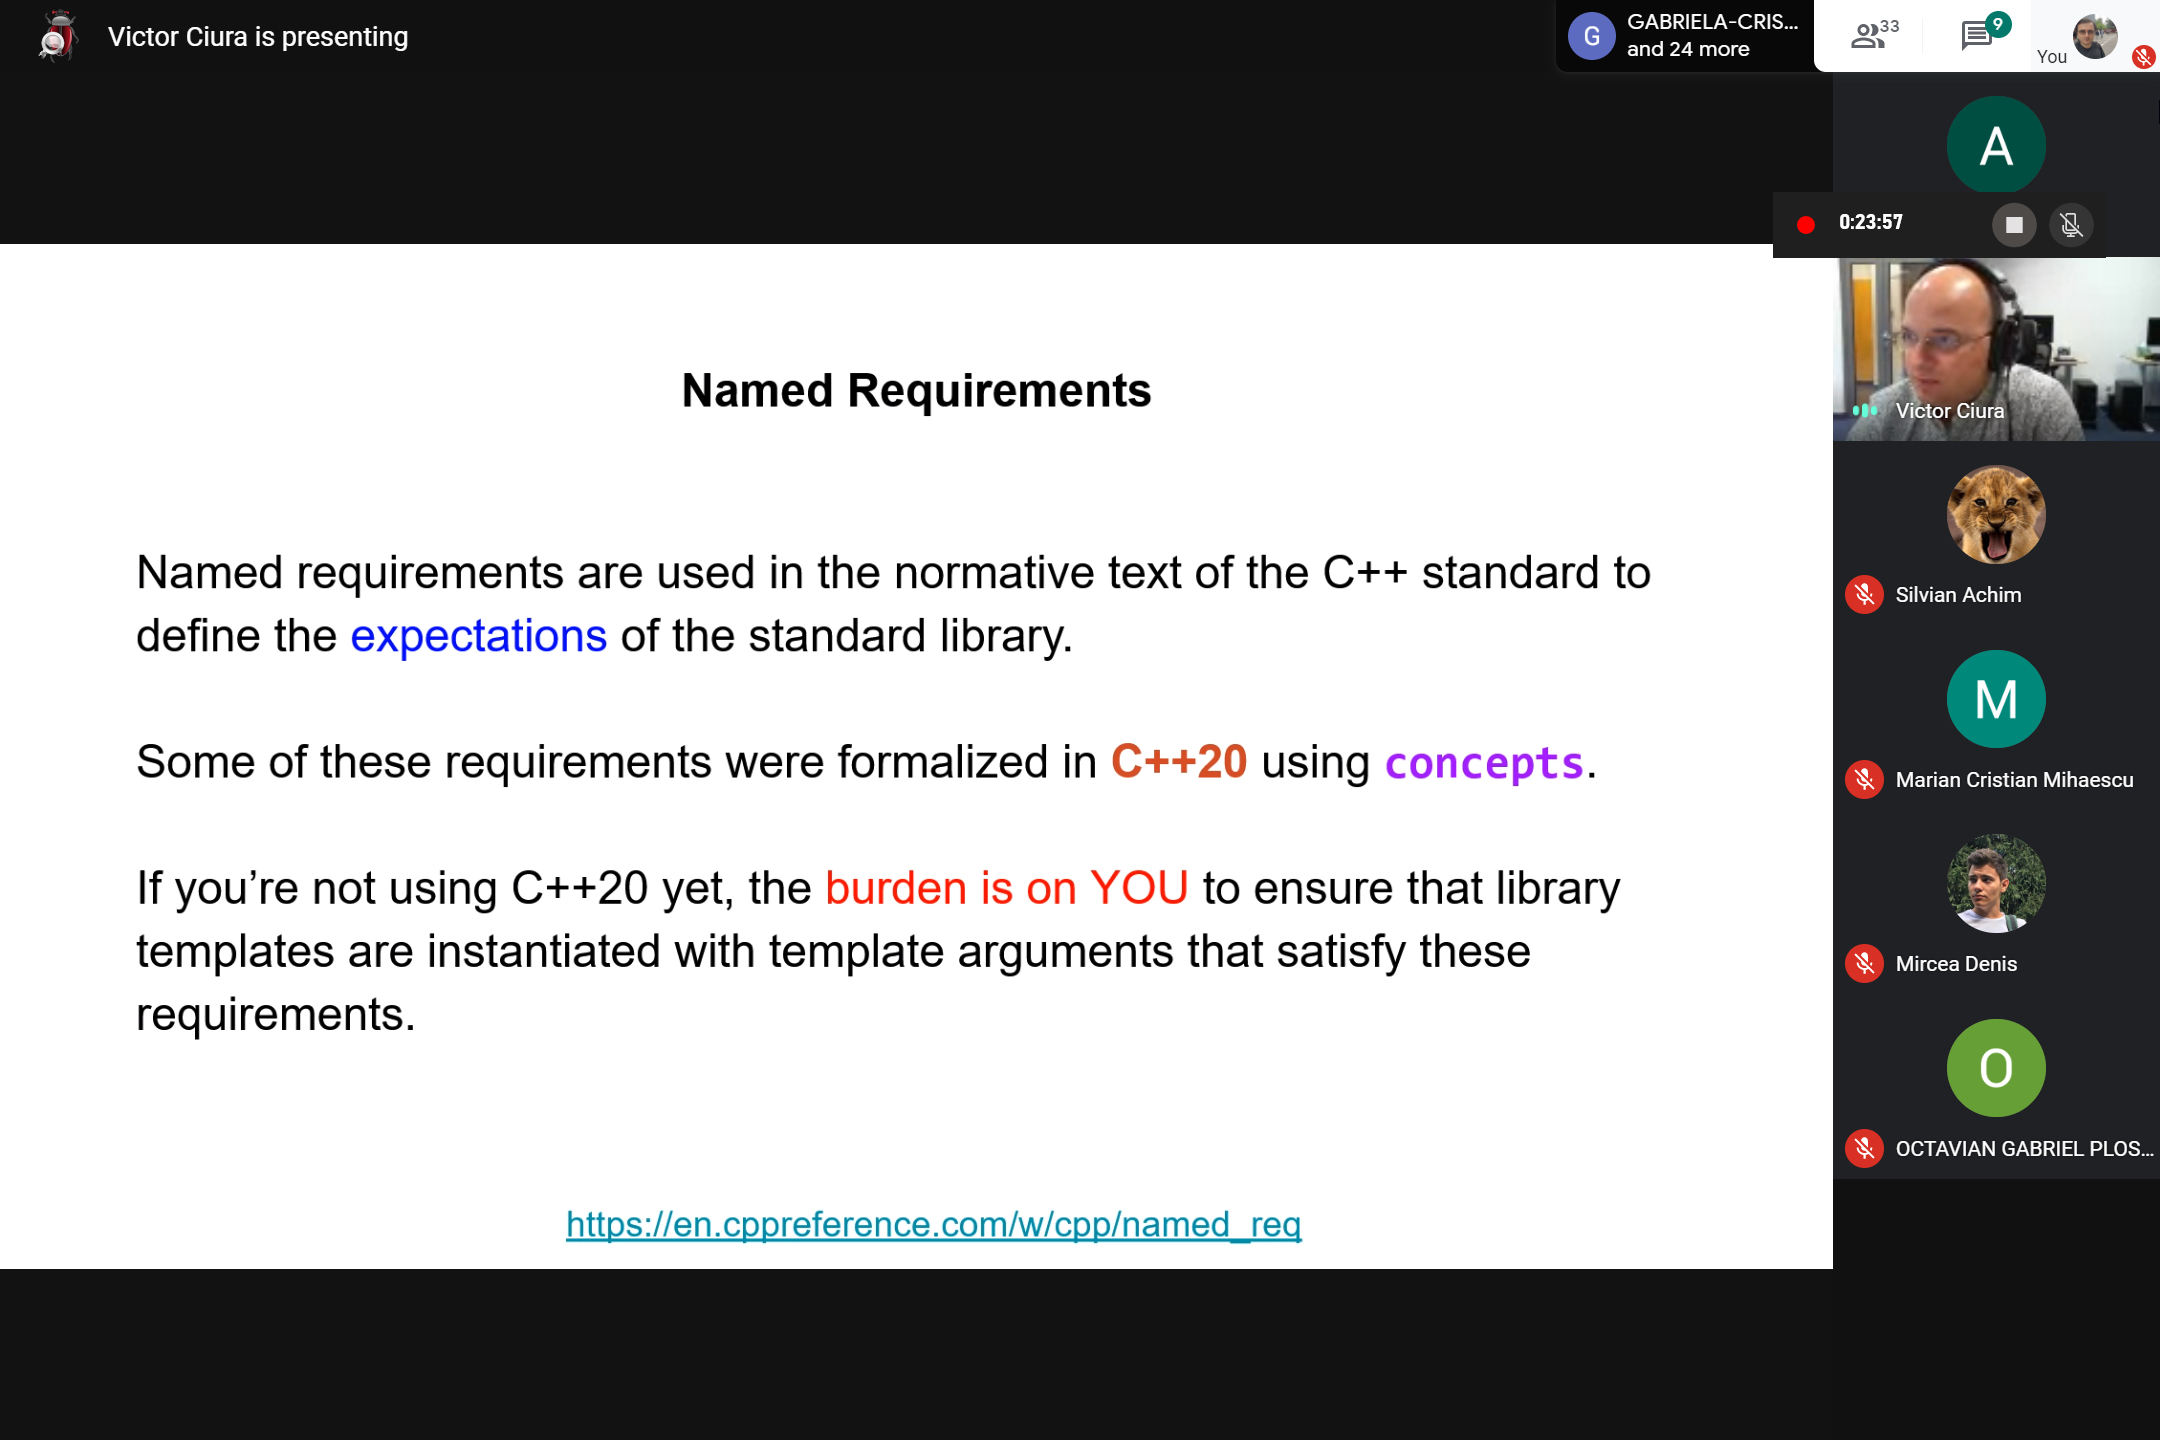 Victor Ciura is presenting
G
GABRIELA-CRIS...
and 24 more
33
9
You
A
0:23:57
Victor Ciura
Silvian Achim
M
Marian Cristian Mihaescu
Mircea Denis
O
OCTAVIAN GABRIEL PLOS...
Named Requirements
Named requirements are used in the normative text of the C++ standard to
define the expectations of the standard library.
Some of these requirements were formalized in C++20 using concepts.
If you’re not using C++20 yet, the burden is on YOU to ensure that library
templates are instantiated with template arguments that satisfy these
requirements.
https://en.cppreference.com/w/cpp/named_req